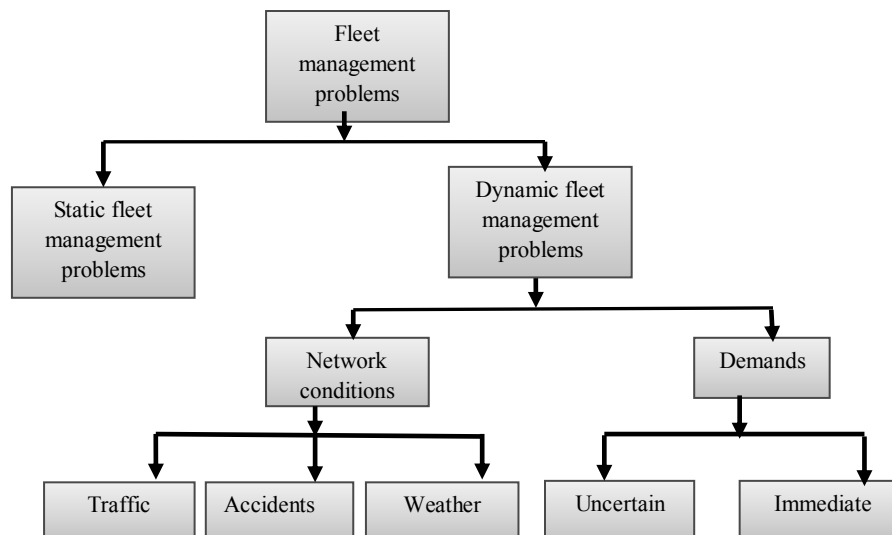 Fleet
management
problems
Static fleet
management
problems
Dynamic fleet
management
problems
Network
conditions
Demands
Traffic
Accidents
Weather
Uncertain
Immediate